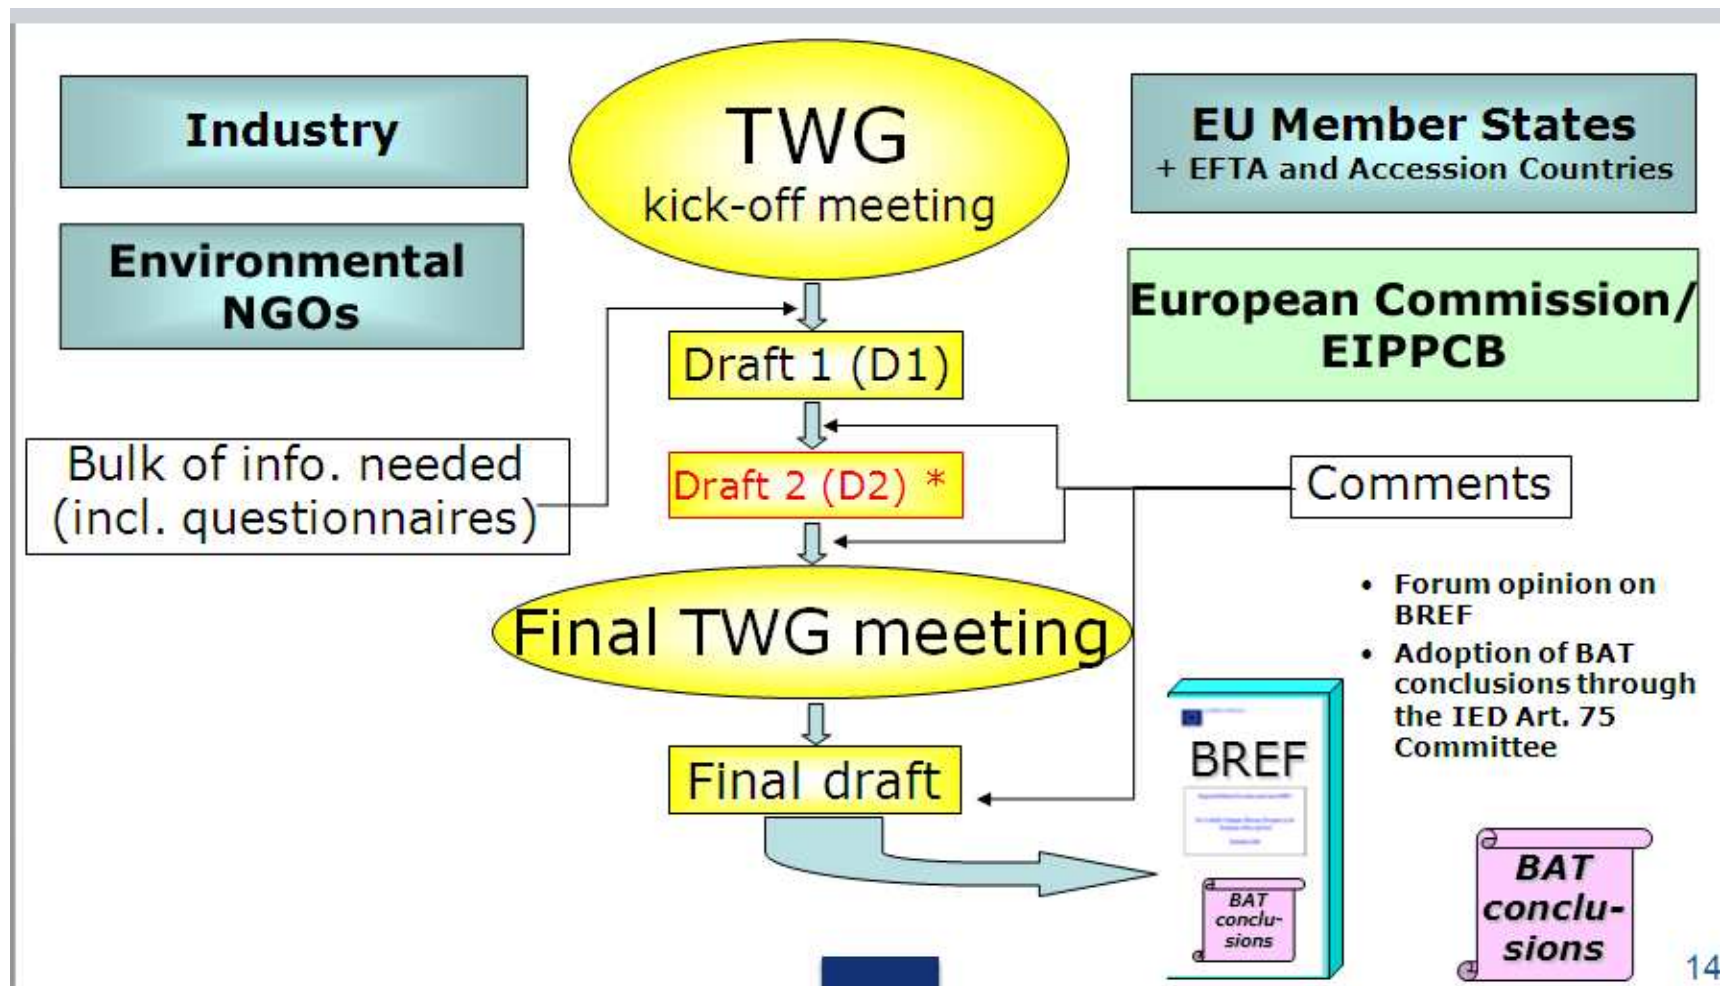 Industry
TWG
kick-off meeting
EU Member States
+ EFTA and Accession Countries
Environmental
NGOs
European Commission/
EIPPCB
Draft 1 (D1)
Bulk of info. needed
(incl. questionnaires)
Draft 2 (D2) *
Comments
Final TWG meeting
• Forum opinion on
BREF
• Adoption of BAT
conclusions through
the IED Art. 75
Committee
Final draft
BREF
BAT
conclu-
sions
BAT
conclu-
sions
14